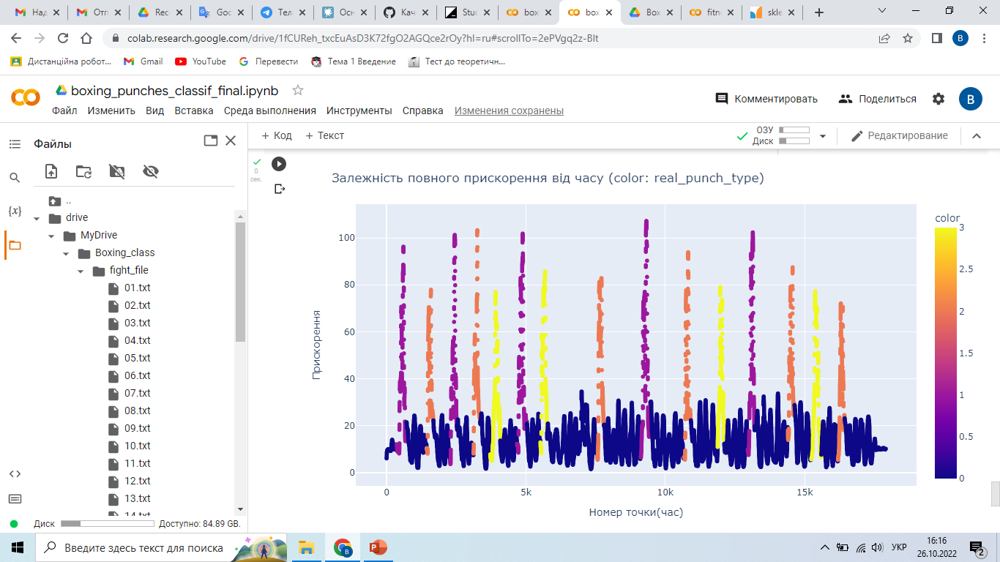 Над
Отп
Rec
Goc
Тел
Осн
Кач
Stuc
box
box
Box
fitn
skle
colab.research.google.com/drive/1fCUReh_txcEuAsD3K72fgO2AGQce2rOy?hl=ru#scrollTo=2ePVgq2z-BIt
В
Дистанційна робот...
Gmail
YouTube
Перевести
Тема 1 Введение
Тест до теоретичн...
boxing_punches_classif_final.ipynb
Комментировать
Поделиться
В
Файл Изменить Вид Вставка Среда выполнения Инструменты Справка Изменения сохранены
Файлы
+ Код + Текст
ОЗУ
Диск
Редактирование
0
сек.
{x}
..
drive
MyDrive
Boxing_class
fight_file
01.txt
02.txt
03.txt
04.txt
05.txt
06.txt
07.txt
08.txt
09.txt
10.txt
11.txt
12.txt
13.txt
14.txt
Диск Доступно: 84.89 GB.
Залежність повного прискорення від часу (color: real_punch_type)
Прискорення
100
80
60
40
20
0
0 5k 10k 15k
Номер точки(час)
color
3
2.5
2
1.5
1
0.5
0
Введите здесь текст для поиска
В
P
УКР
16:16
26.10.2022
2